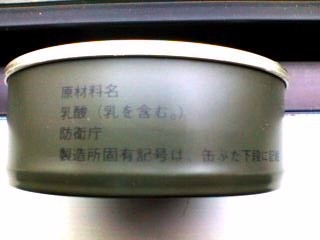 原材料名
乳酸（乳を含む。）
防衛庁
製造所固有記号は、缶ぶた下段に記載